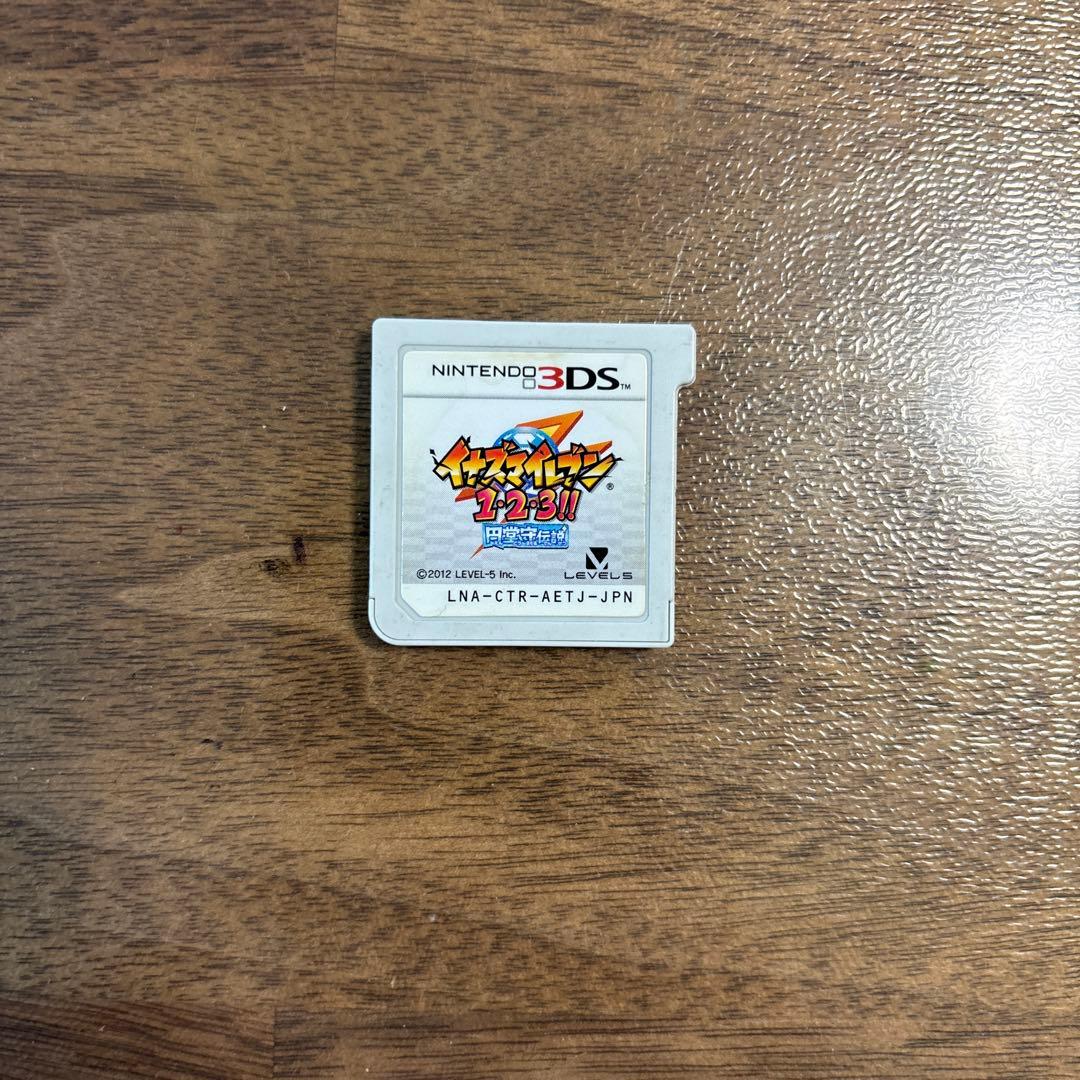 NINTENDO3DS™
イナズマイレブン®
1・2・3!!
円堂守伝説
©2012 LEVEL-5 Inc.
LEVEL5
LNA-CTR-AETJ-JPN